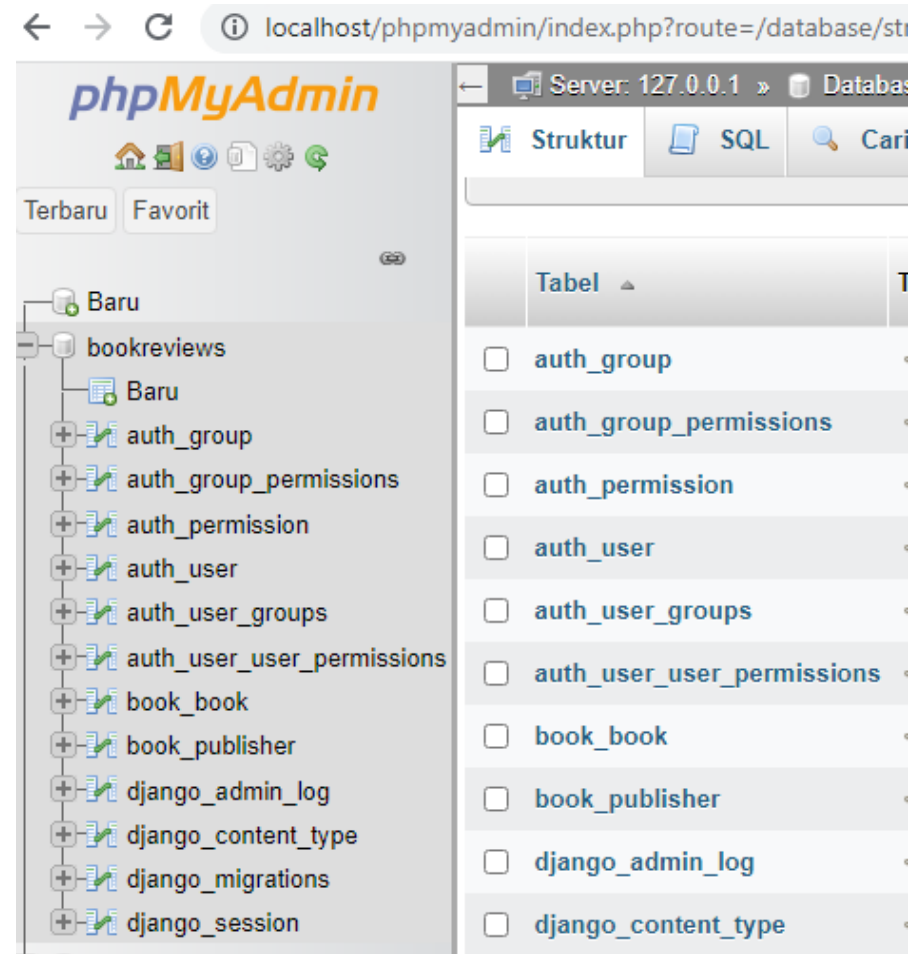 localhost/phpmyadmin/index.php?route=/database/str
phpMyAdmin
Terbaru Favorit
Baru
bookreviews
Baru
auth_group
auth_group_permissions
auth_permission
auth_user
auth_user_groups
auth_user_user_permissions
book_book
book_publisher
django_admin_log
django_content_type
django_migrations
django_session
Server: 127.0.0.1 » Databas
Struktur SQL Cari
Tabel T
auth_group
auth_group_permissions
auth_permission
auth_user
auth_user_groups
auth_user_user_permissions
book_book
book_publisher
django_admin_log
django_content_type